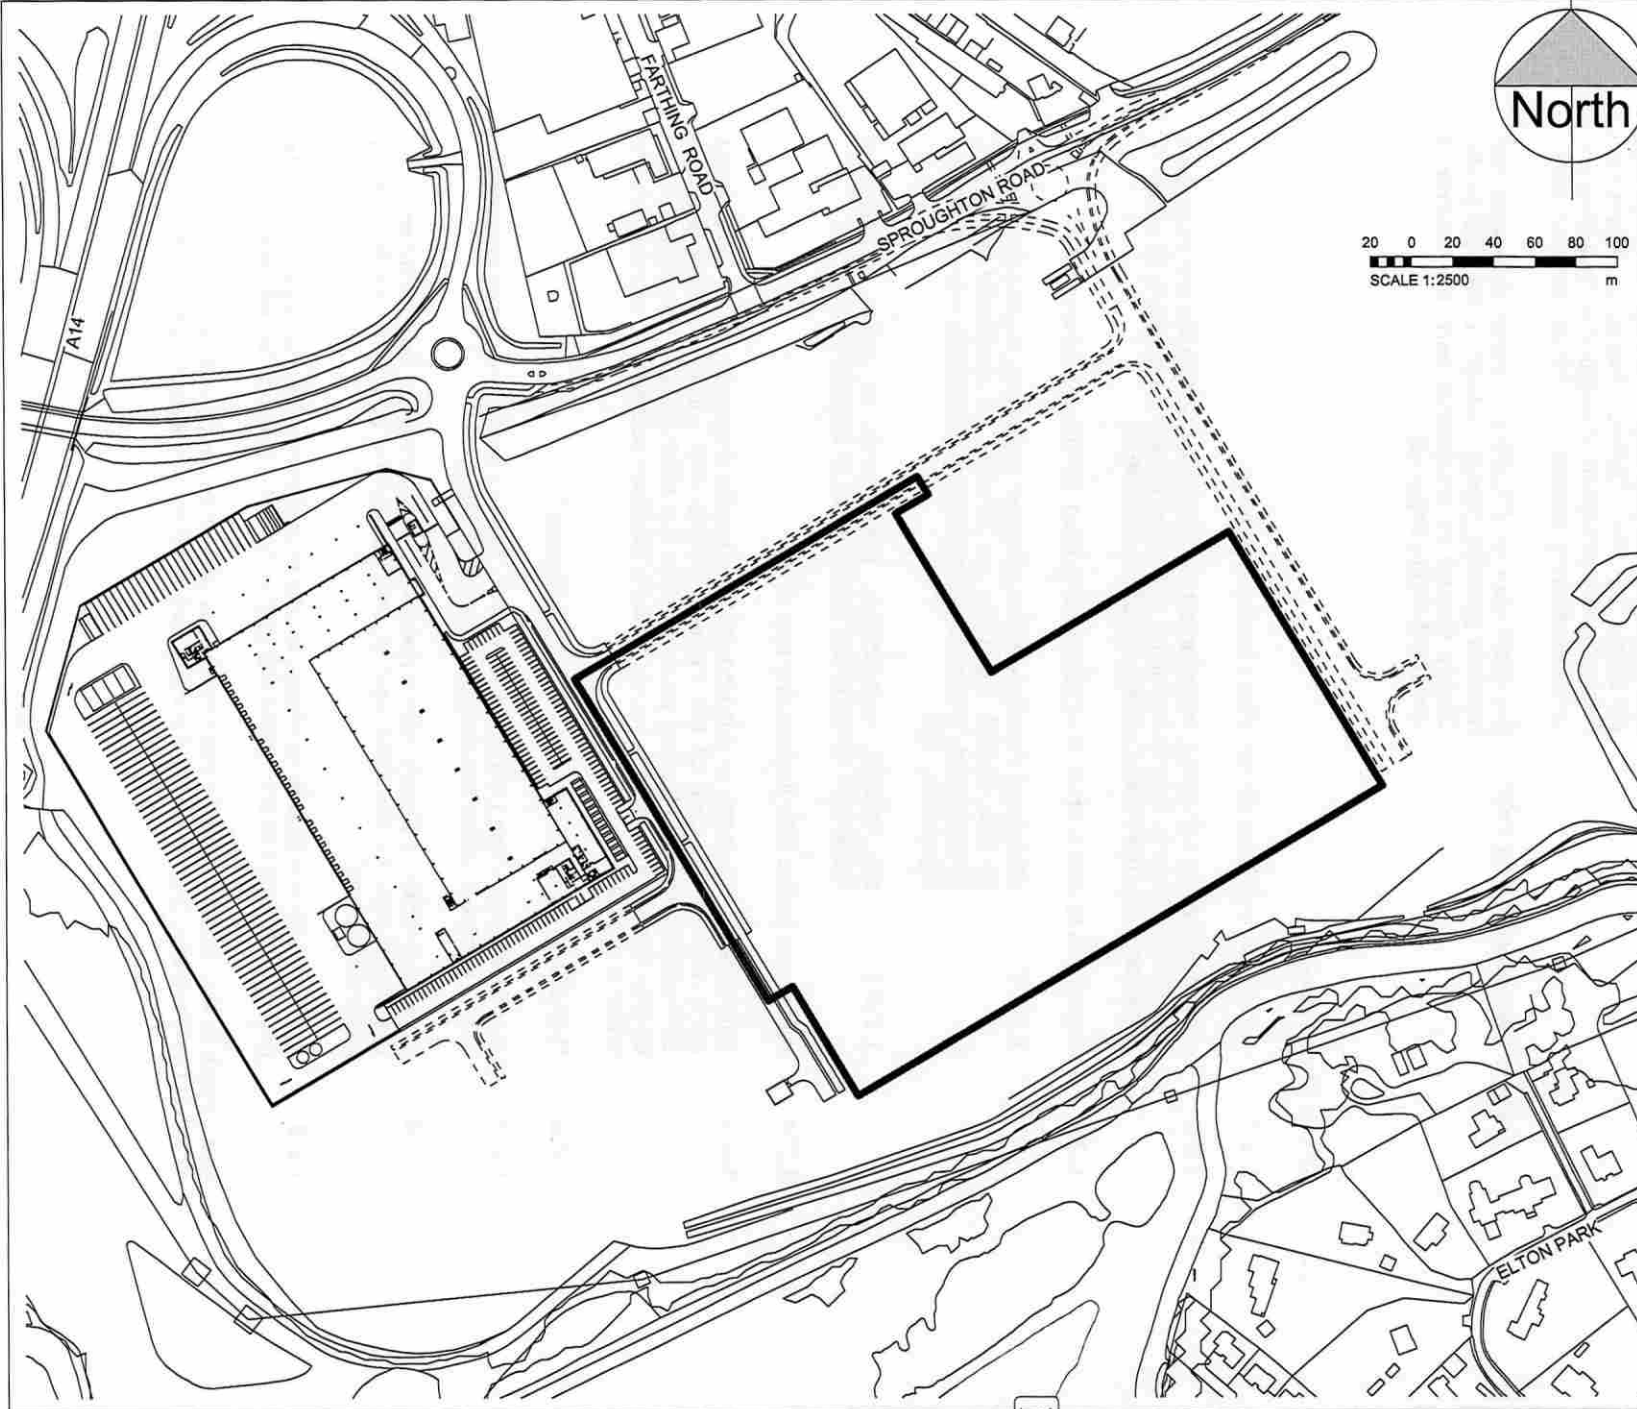 North
FARTHING ROAD
SPROUGHTON ROAD
20 0 20 40 60 80 100
SCALE 1:2500 m
A14
ELTON PARK